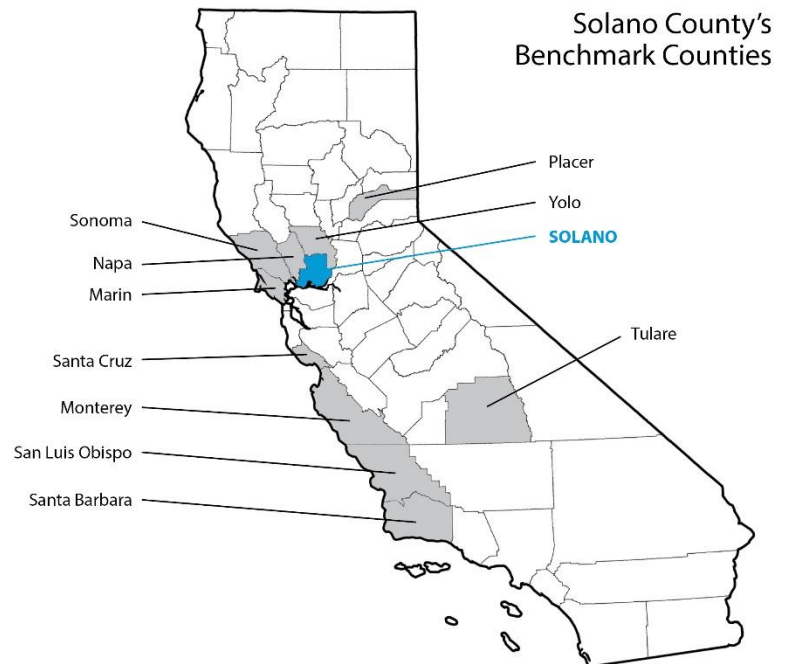 Solano County's
Benchmark Counties
Placer
Yolo
SOLANO
Sonoma
Napa
Marin
Tulare
Santa Cruz
Monterey
San Luis Obispo
Santa Barbara